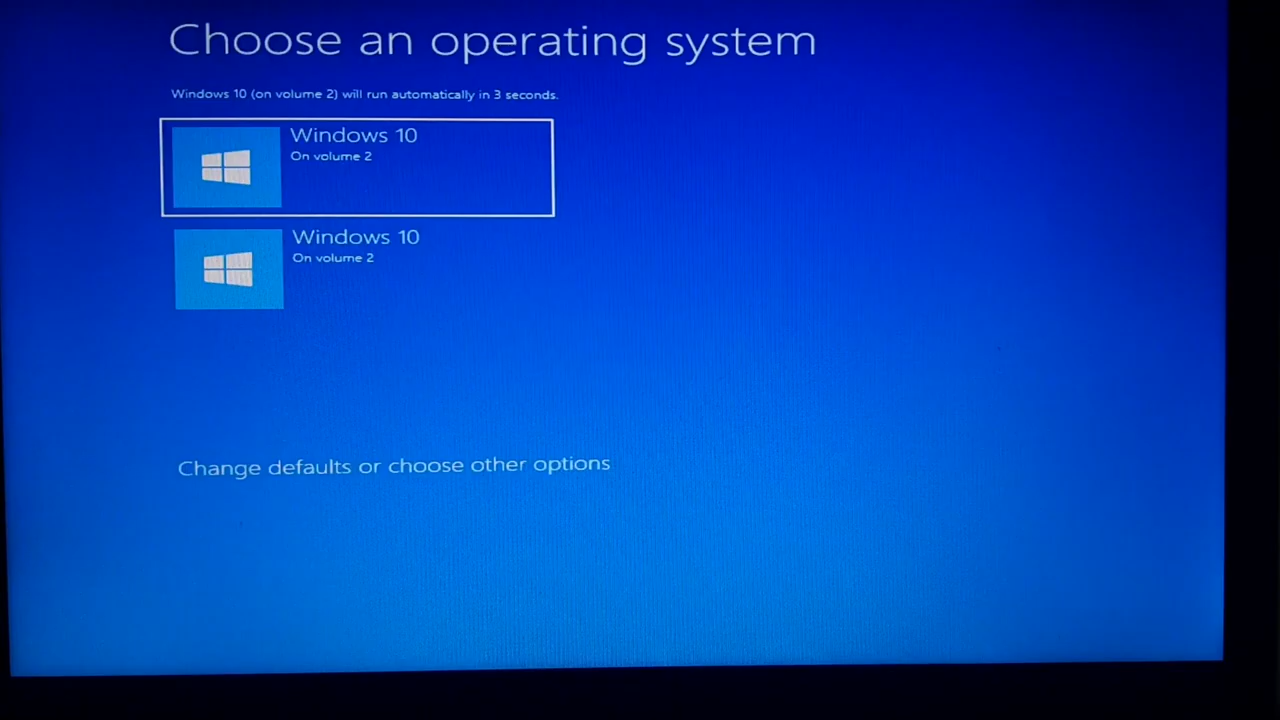 Choose an operating system
Windows 10 (on volume 2) will run automatically in 3 seconds.
Windows 10
On volume 2
Windows 10
On volume 2
Change defaults or choose other options